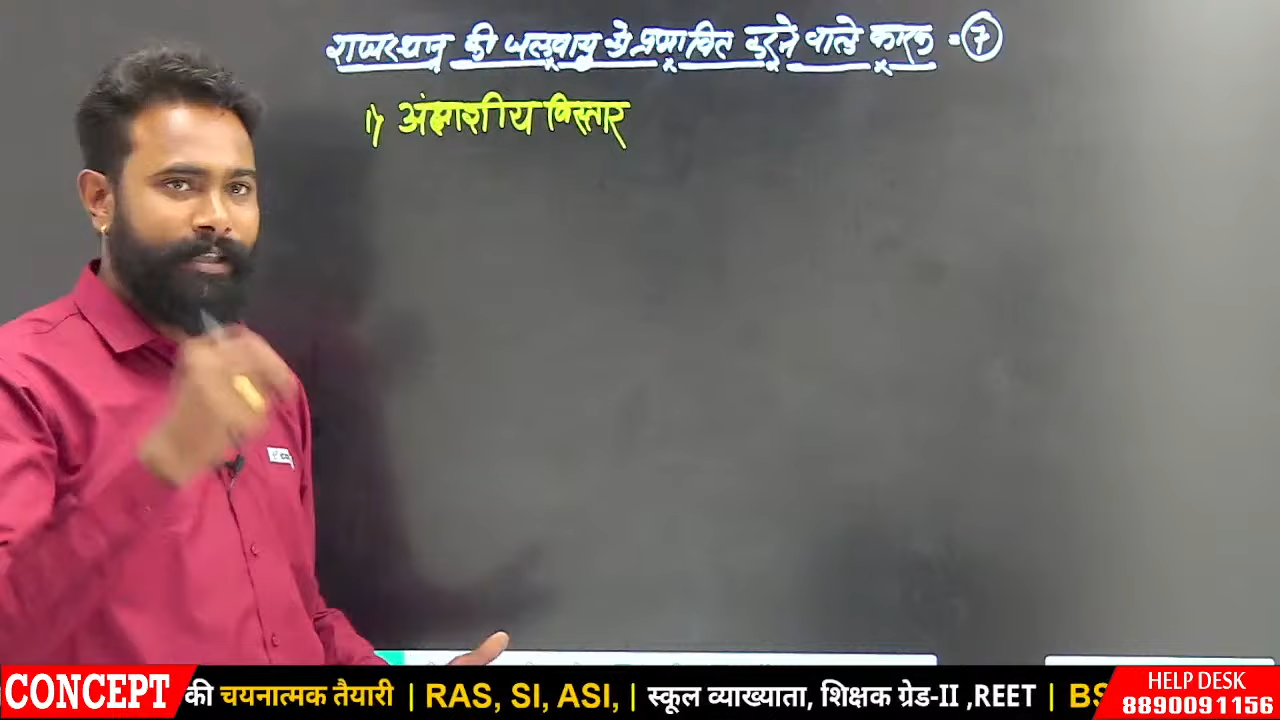 राजस्थान की जलवायु को प्रभावित करने वाले कारक = 7
1) अंक्षाशीय विस्तार
CONCEPT
की चयनात्मक तैयारी | RAS, SI, ASI, | स्कूल व्याख्याता, शिक्षक ग्रेड-II ,REET | BS
HELP DESK
8890091156